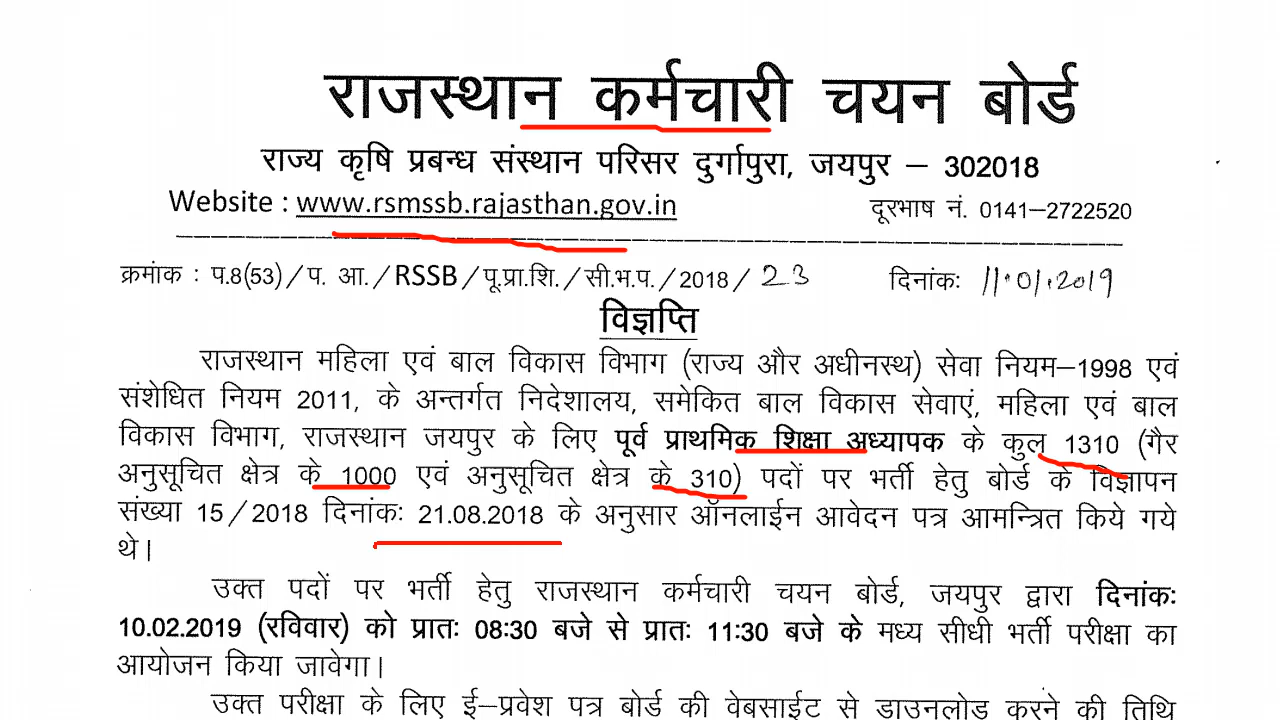 राजस्थान कर्मचारी चयन बोर्ड
राज्य कृषि प्रबन्ध संस्थान परिसर दुर्गापुरा, जयपुर – 302018
Website : www.rsmssb.rajasthan.gov.in दूरभाष नं. 0141–2722520
क्रमांक : प.8(53)/प. आ./RSSB/पू.प्रा.शि./सी.भ.प./2018/23 दिनांकः 11.01.2019
विज्ञप्ति
राजस्थान महिला एवं बाल विकास विभाग (राज्य और अधीनस्थ) सेवा नियम–1998 एवं
संशेधित नियम 2011, के अन्तर्गत निदेशालय, समेकित बाल विकास सेवाएं, महिला एवं बाल
विकास विभाग, राजस्थान जयपुर के लिए पूर्व प्राथमिक शिक्षा अध्यापक के कुल 1310 (गैर
अनुसूचित क्षेत्र के 1000 एवं अनुसूचित क्षेत्र के 310) पदों पर भर्ती हेतु बोर्ड के विज्ञापन
संख्या 15/2018 दिनांकः 21.08.2018 के अनुसार ऑनलाईन आवेदन पत्र आमन्त्रित किये गये
थे।
उक्त पदों पर भर्ती हेतु राजस्थान कर्मचारी चयन बोर्ड, जयपुर द्वारा दिनांकः
10.02.2019 (रविवार) को प्रातः 08:30 बजे से प्रातः 11:30 बजे के मध्य सीधी भर्ती परीक्षा का
आयोजन किया जावेगा।
उक्त परीक्षा के लिए ई–प्रवेश पत्र बोर्ड की वेबसाईट से डाउनलोड करने की तिथि